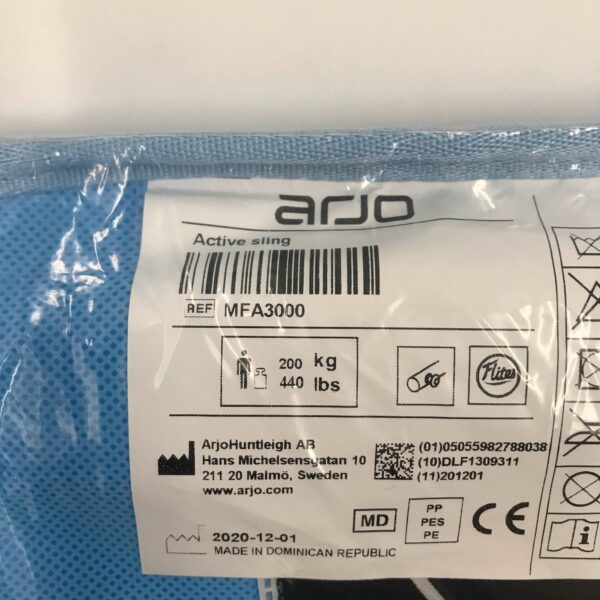 arjo
Active sling
REF MFA3000
200 kg
440 lbs
Flites
ArjoHuntleigh AB
Hans Michelsensgatan 10
211 20 Malmö, Sweden
www.arjo.com
(01)05055982788038
(10)DLF1309311
(11)201201
MD
PP
PES
PE
CE
2020-12-01
MADE IN DOMINICAN REPUBLIC
i